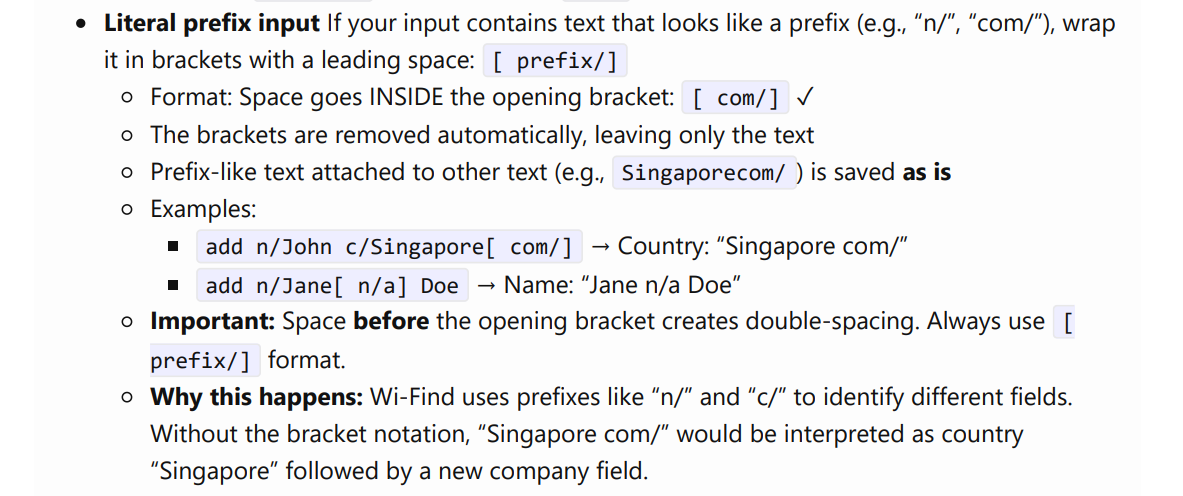 Literal prefix input If your input contains text that looks like a prefix (e.g., “n/”, “com/”), wrap
it in brackets with a leading space: [ prefix/]
Format: Space goes INSIDE the opening bracket: [ com/] ✓
The brackets are removed automatically, leaving only the text
Prefix-like text attached to other text (e.g., Singaporecom/ ) is saved as is
Examples:
add n/John c/Singapore[ com/] → Country: “Singapore com/”
add n/Jane[ n/a] Doe → Name: “Jane n/a Doe”
Important: Space before the opening bracket creates double-spacing. Always use [
prefix/] format.
Why this happens: Wi-Find uses prefixes like “n/” and “c/” to identify different fields.
Without the bracket notation, “Singapore com/” would be interpreted as country
“Singapore” followed by a new company field.